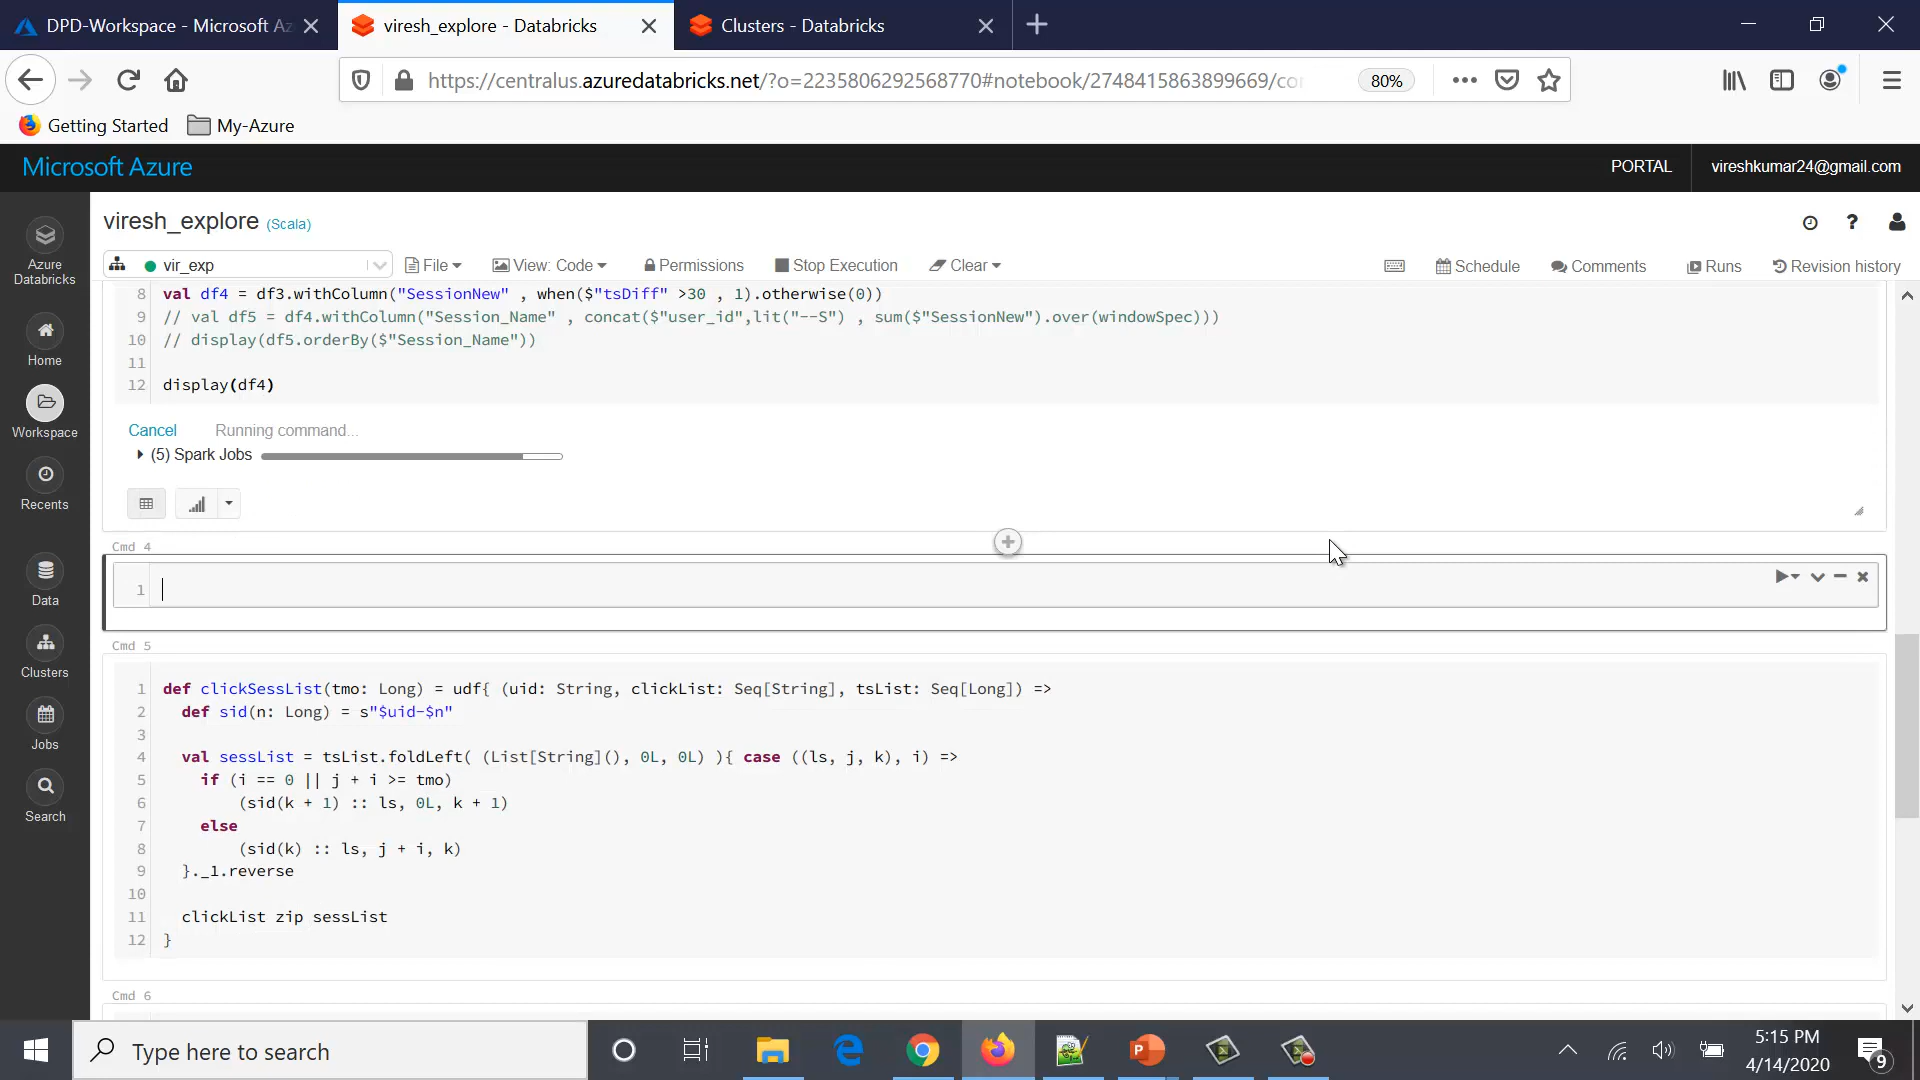 DPD-Workspace - Microsoft Az
viresh_explore - Databricks
Clusters - Databricks
https://centralus.azuredatabricks.net/?o=2235806292568770#notebook/2748415863899669/co
80%
Getting Started
My-Azure
Microsoft Azure
PORTAL
vireshkumar24@gmail.com
viresh_explore (Scala)
vir_exp
File
View: Code
Permissions
Stop Execution
Clear
Schedule
Comments
Runs
Revision history
Azure
Databricks
Home
Workspace
Recents
Data
Clusters
Jobs
Search
8 val df4 = df3.withColumn("SessionNew" , when($"tsDiff" >30 , 1).otherwise(0))
9 // val df5 = df4.withColumn("Session_Name" , concat($"user_id",lit("--S") , sum($"SessionNew").over(windowSpec)))
10 // display(df5.orderBy($"Session_Name"))
11
12 display(df4)
Cancel Running command...
(5) Spark Jobs
Cmd 4
1
Cmd 5
1 def clickSessList(tmo: Long) = udf{ (uid: String, clickList: Seq[String], tsList: Seq[Long]) =>
2 def sid(n: Long) = s"$uid-$n"
3
4 val sessList = tsList.foldLeft( (List[String](), 0L, 0L) ){ case ((ls, j, k), i) =>
5 if (i == 0 || j + i >= tmo)
6 (sid(k + 1) :: ls, 0L, k + 1)
7 else
8 (sid(k) :: ls, j + i, k)
9 }._1.reverse
10
11 clickList zip sessList
12 }
Cmd 6
Type here to search
5:15 PM
4/14/2020
9